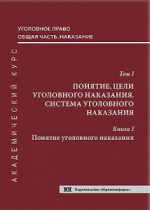 АКАДЕМИЧЕСКИЙ КУРС
УГОЛОВНОЕ ПРАВО
ОБЩАЯ ЧАСТЬ. НАКАЗАНИЕ
Том I
ПОНЯТИЕ, ЦЕЛИ
УГОЛОВНОГО НАКАЗАНИЯ.
СИСТЕМА УГОЛОВНОГО
НАКАЗАНИЯ
Книга I
Понятие уголовного наказания
Издательство «Юрлитинформ»